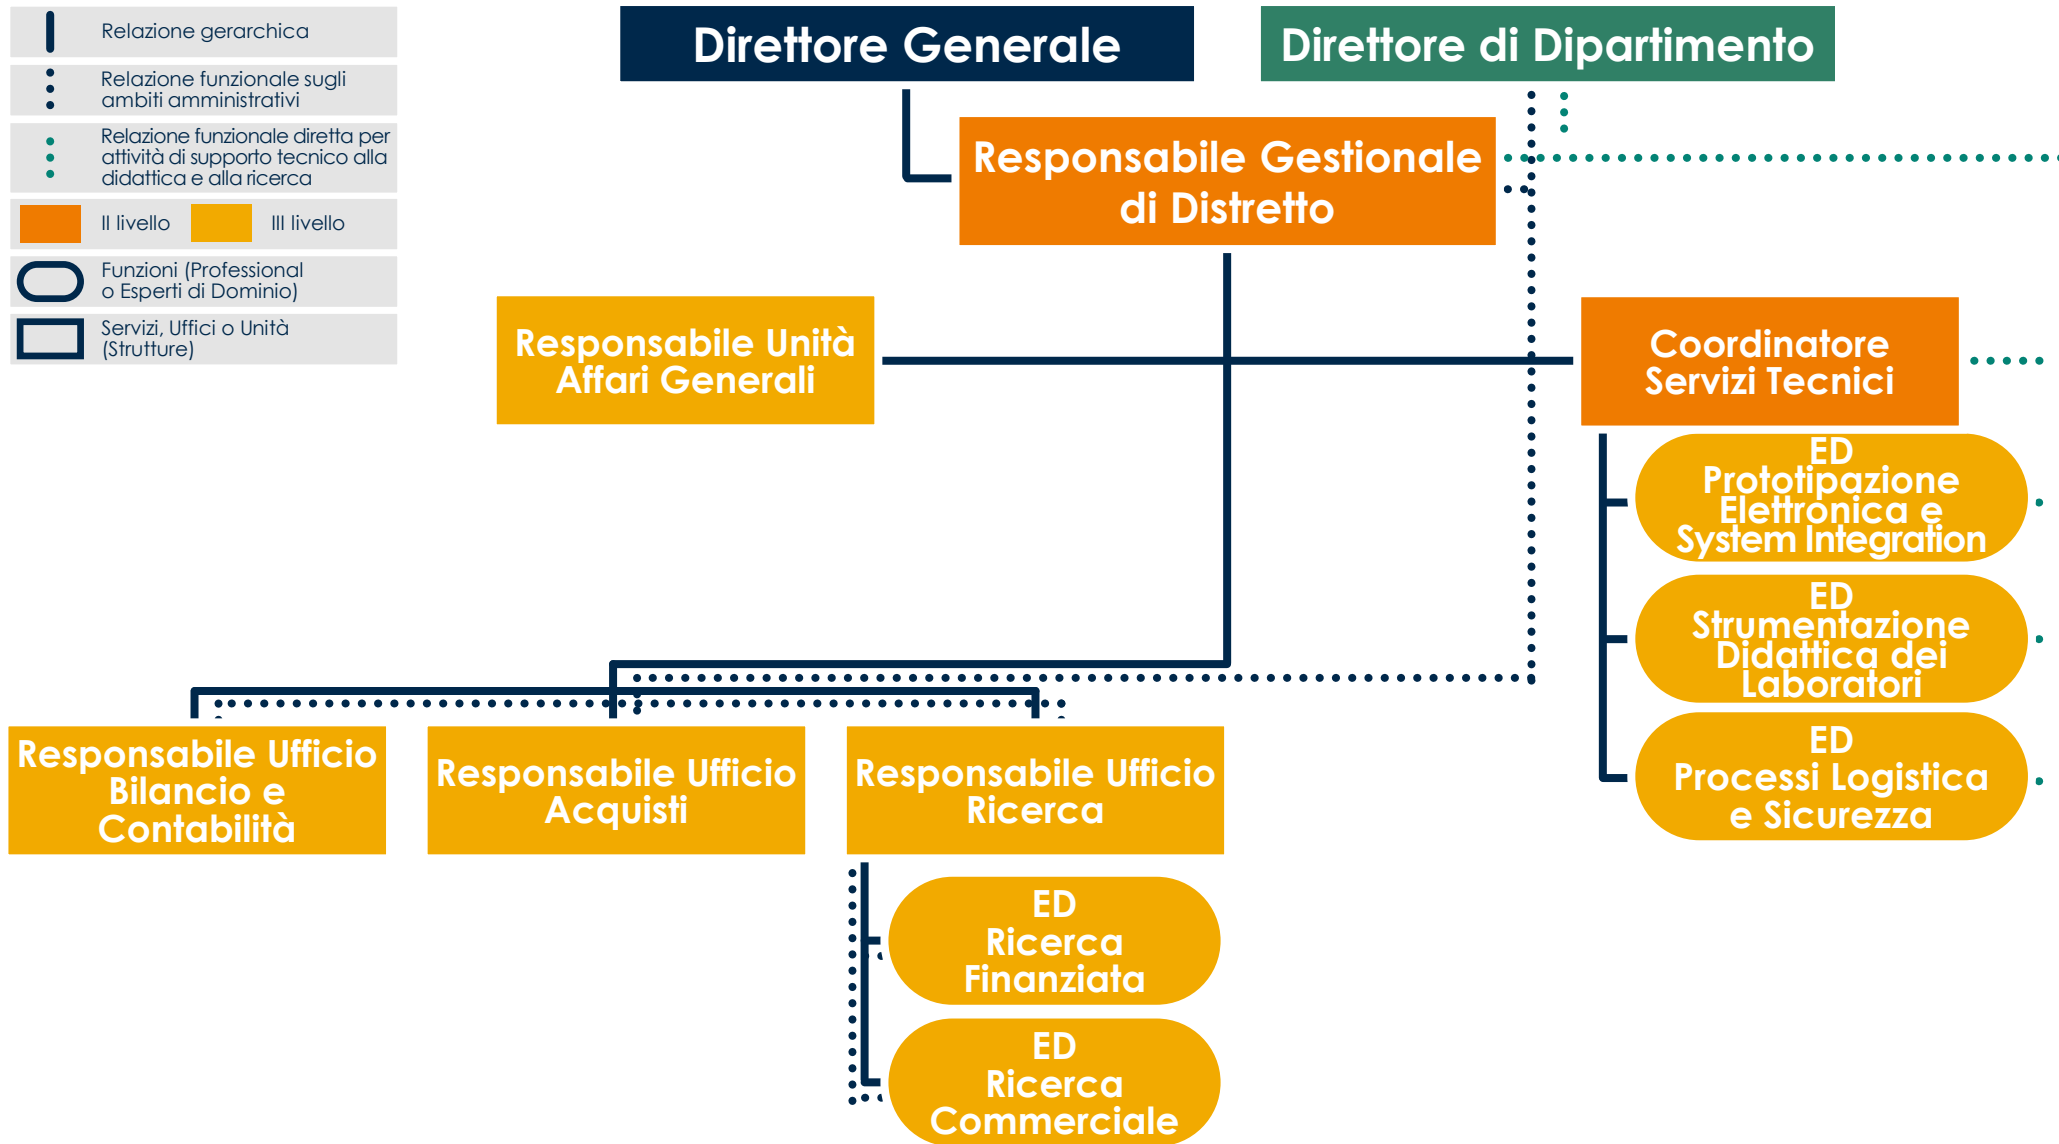 Relazione gerarchica
Relazione funzionale sugli
ambiti amministrativi
Relazione funzionale diretta per
attività di supporto tecnico alla
didattica e alla ricerca
II livello
III livello
Funzioni (Professional
o Esperti di Dominio)
Servizi, Uffici o Unità
(Strutture)
Direttore Generale
Direttore di Dipartimento
Responsabile Gestionale
di Distretto
Responsabile Unità
Affari Generali
Coordinatore
Servizi Tecnici
ED
Prototipazione
Elettronica e
System Integration
ED
Strumentazione
Didattica dei
Laboratori
ED
Processi Logistica
e Sicurezza
Responsabile Ufficio
Bilancio e
Contabilità
Responsabile Ufficio
Acquisti
Responsabile Ufficio
Ricerca
ED
Ricerca
Finanziata
ED
Ricerca
Commerciale